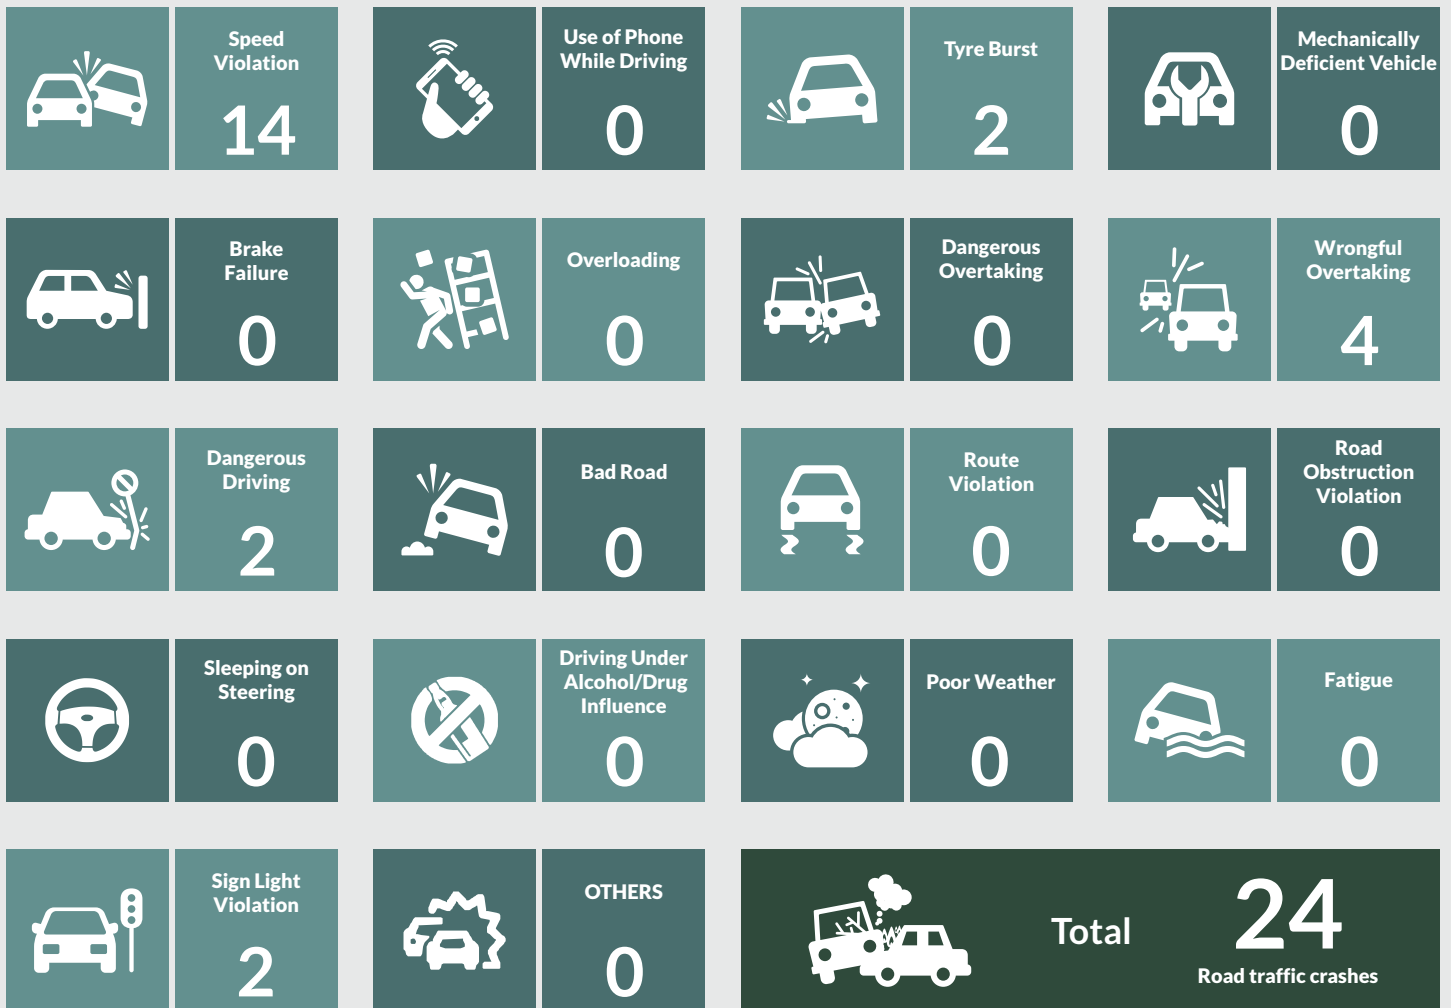 Speed
Violation
14
Use of Phone
While Driving
0
Tyre Burst
2
Mechanically
Deficient Vehicle
0
Brake
Failure
0
Overloading
0
Dangerous
Overtaking
0
Wrongful
Overtaking
4
Dangerous
Driving
2
Bad Road
0
Route
Violation
0
Road
Obstruction
Violation
0
Sleeping on
Steering
0
Driving Under
Alcohol/Drug
Influence
0
Poor Weather
0
Fatigue
0
Sign Light
Violation
2
OTHERS
0
Total
24
Road traffic crashes